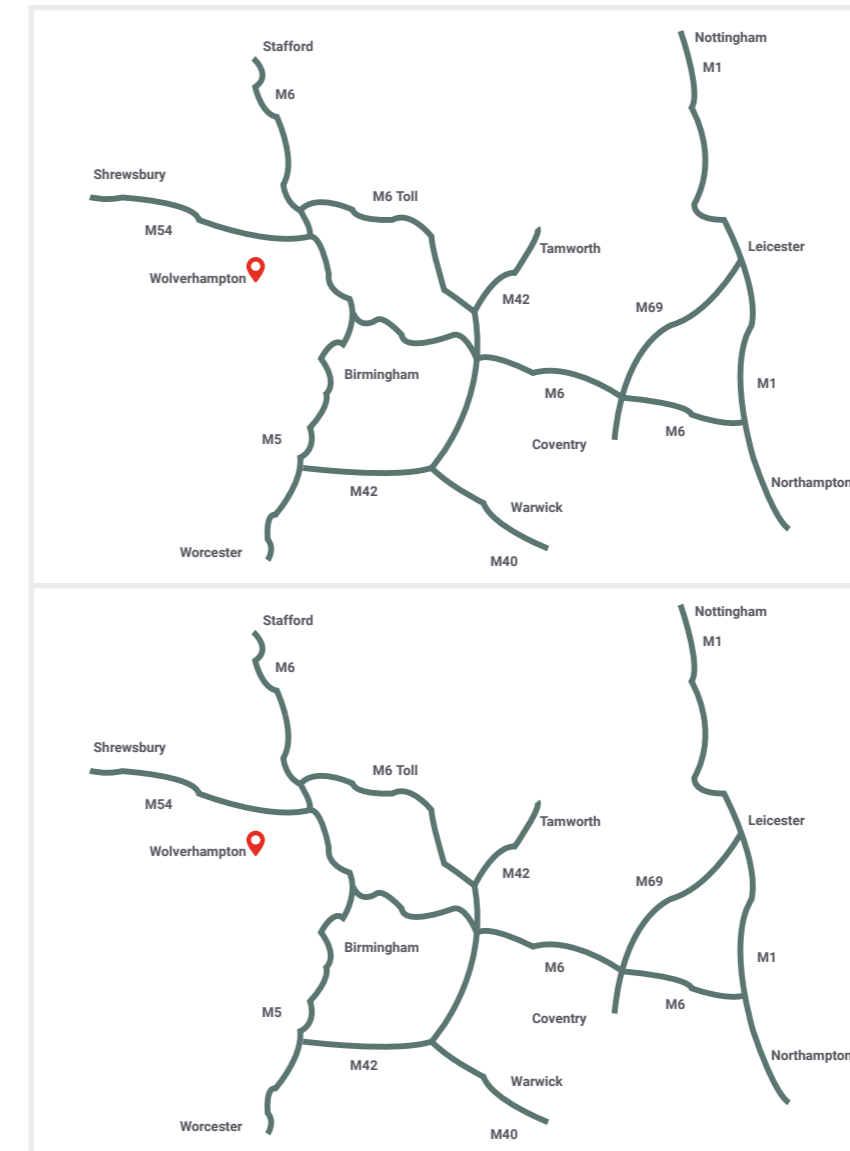 Stafford
Nottingham
M1
M6
Shrewsbury
M6 Toll
M54
Leicester
Tamworth
Wolverhampton
M42
M69
Birmingham
M1
M6
M5
M6
Coventry
Northampton
M42
Warwick
Worcester
M40
Stafford
Nottingham
M1
M6
Shrewsbury
M6 Toll
M54
Leicester
Tamworth
Wolverhampton
M42
M69
Birmingham
M1
M6
M5
M6
Coventry
Northampton
M42
Warwick
Worcester
M40